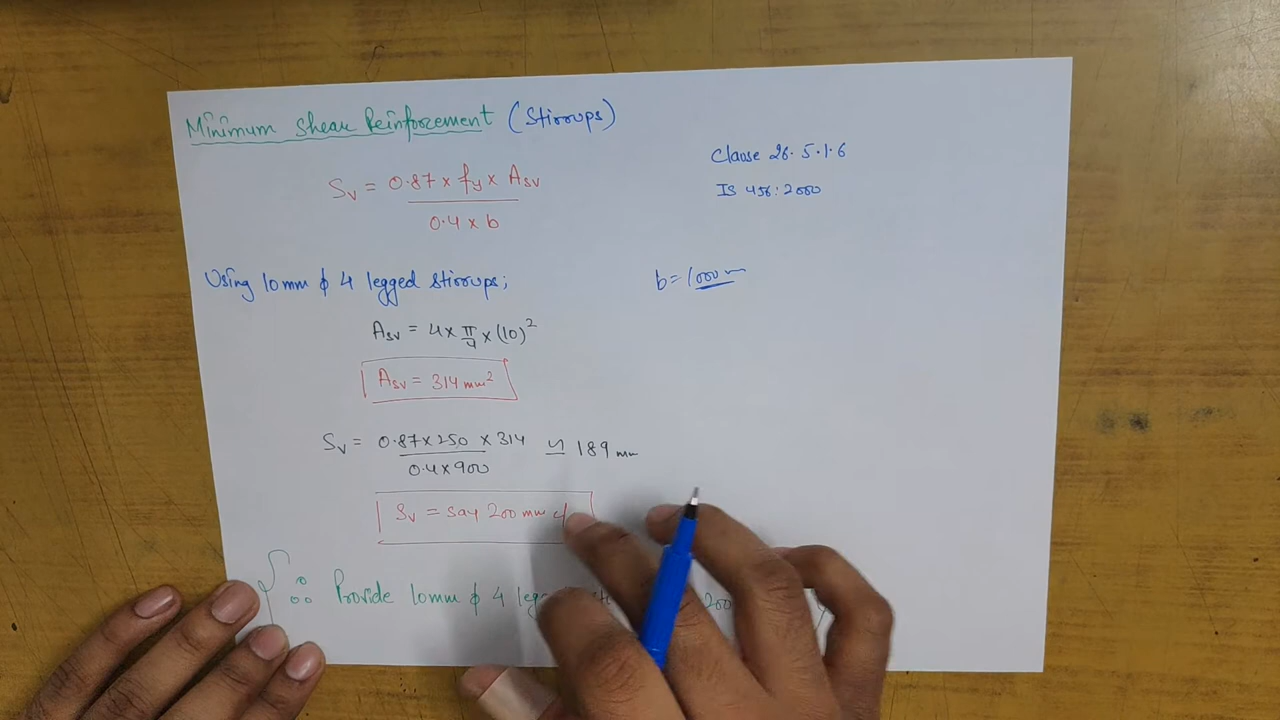 Minimum Shear Reinforcement (Stirrups)
Clause 26.5.1.6
IS 456:2000
Sv = 0.87 x fy x Asv
0.4 x b
Using 10mm ϕ 4 legged stirrups;
b = 1000 m
Asv = 4 x π/4 x (10)²
Asv = 314 mm²
Sv = 0.87 x 250 x 314 ≃ 189 mm
0.4 x 900
Sv = say 200 mm c/
∴ Provide 10mm ϕ 4 200